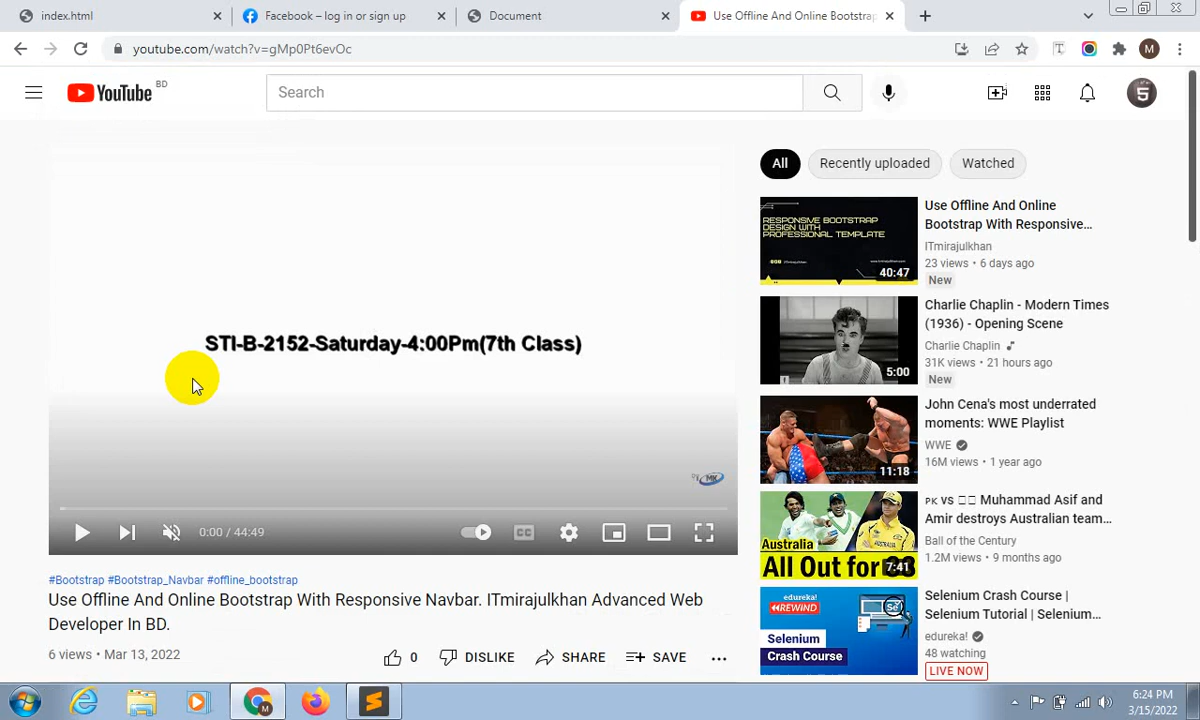 index.html
Facebook – log in or sign up
Document
Use Offline And Online Bootstrap
youtube.com/watch?v=gMp0Pt6evOc
M
YouTube BD
Search
5
All
Recently uploaded
Watched
STI-B-2152-Saturday-4:00Pm(7th Class)
MK
0:00 / 44:49
CC
#Bootstrap #Bootstrap_Navbar #offline_bootstrap
Use Offline And Online Bootstrap With Responsive Navbar. ITmirajulkhan Advanced Web
Developer In BD.
6 views • Mar 13, 2022
0
DISLIKE
SHARE
SAVE
RESPONSIVE BOOTSTRAP
DESIGN WITH
PROFESSIONAL TEMPLATE
40:47
Use Offline And Online
Bootstrap With Responsive...
ITmirajulkhan
23 views • 6 days ago
New
5:00
Charlie Chaplin - Modern Times
(1936) - Opening Scene
Charlie Chaplin
31K views • 21 hours ago
New
11:18
John Cena's most underrated
moments: WWE Playlist
WWE
16M views • 1 year ago
Australia
All Out for
7:41
ᴘᴋ vs Muhammad Asif and
Amir destroys Australian team...
Ball of the Century
1.2M views • 9 months ago
edureka!
REWIND
Se
Selenium
Crash Course
Selenium Crash Course |
Selenium Tutorial | Selenium...
edureka!
48 watching
LIVE NOW
6:24 PM
3/15/2022